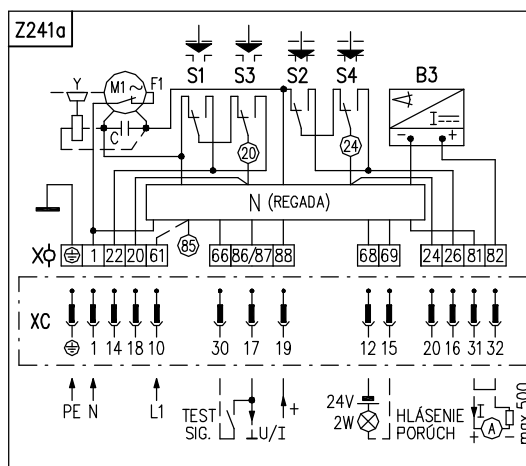 Z241a
S1 S3 S2 S4 B3
Y M1 ~ F1
C
I
20 24
- +
N (REGADA)
85
X 1 22 20 61 66 86/87 88 68 69 24 26 81 82
XC
1 14 18 10 30 17 19 12 15 20 16 31 32
PE N L1
TEST SIG.
U/I +
24V
2W
HLÁSENIE
PORÚCH
I
A
+ -
max 500